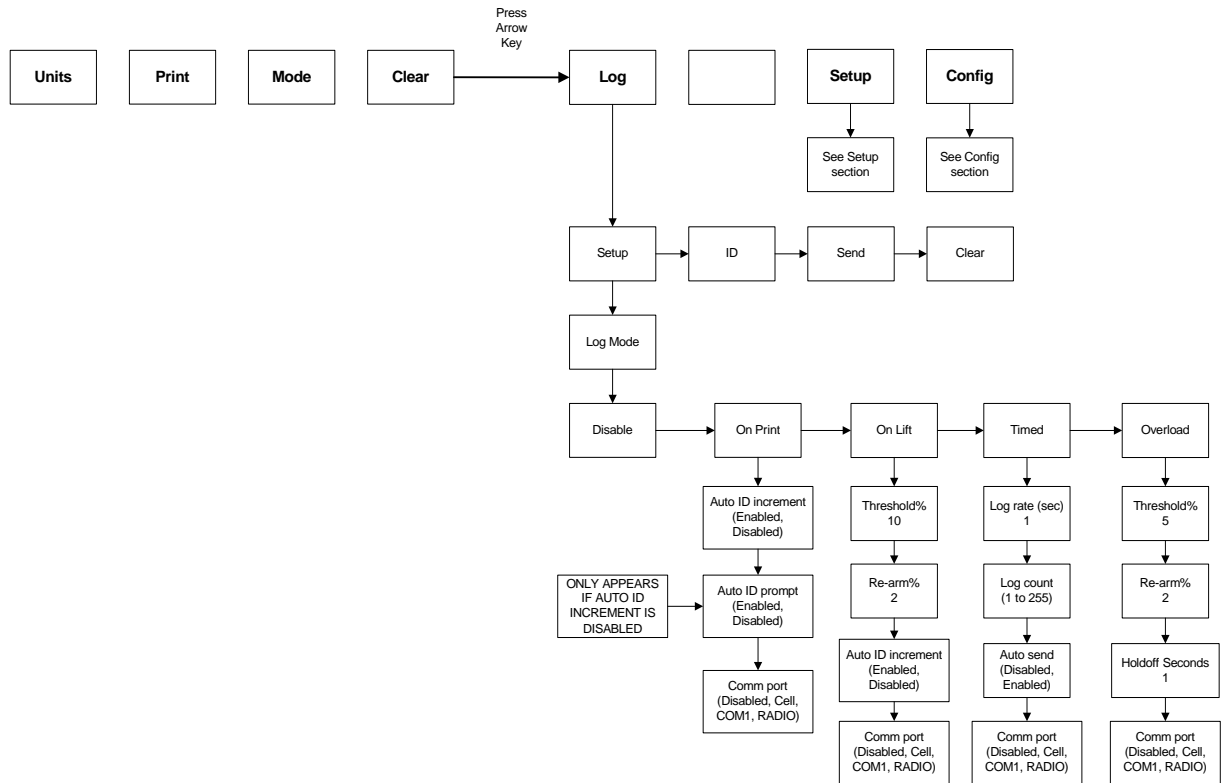 Press
Arrow
Key
Units
Print
Mode
Clear
Log
Setup
Config
See Setup
section
See Config
section
Setup
ID
Send
Clear
Log Mode
Disable
On Print
On Lift
Timed
Overload
Auto ID increment
(Enabled,
Disabled)
Threshold%
10
Log rate (sec)
1
Threshold%
5
ONLY APPEARS
IF AUTO ID
INCREMENT IS
DISABLED
Auto ID prompt
(Enabled,
Disabled)
Re-arm%
2
Log count
(1 to 255)
Re-arm%
2
Comm port
(Disabled, Cell,
COM1, RADIO)
Auto ID increment
(Enabled,
Disabled)
Auto send
(Disabled,
Enabled)
Holdoff Seconds
1
Comm port
(Disabled, Cell,
COM1, RADIO)
Comm port
(Disabled, Cell,
COM1, RADIO)
Comm port
(Disabled, Cell,
COM1, RADIO)